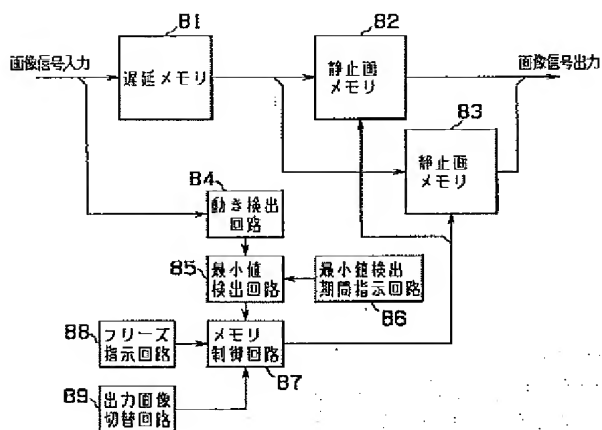 81
82
画像信号入力
遅延メモリ
静止画
メモリ
画像信号出力
83
静止画
メモリ
84
動き検出
回路
85
最小値
検出回路
最小値検出
期間指示回路
86
88
フリーズ
指示回路
メモリ
制御回路
87
89
出力画像
切替回路